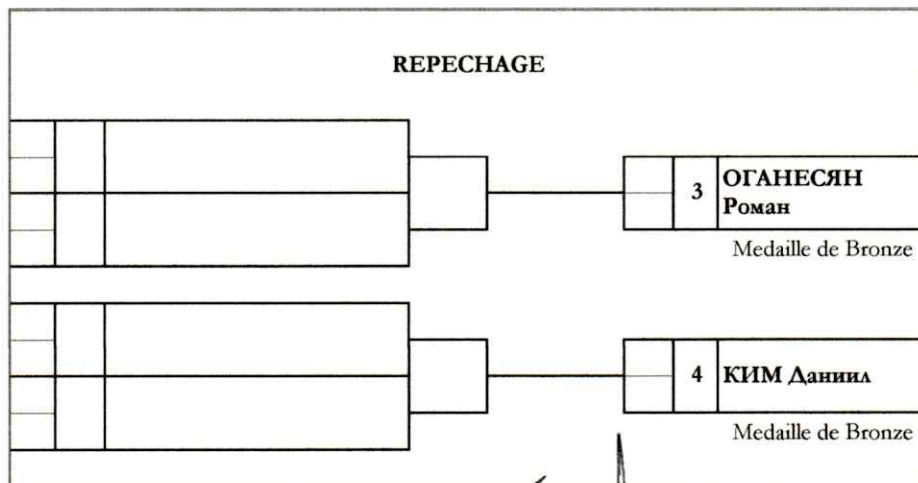 REPECHAGE
3 ОГАНЕСЯН
Роман
Medaille de Bronze
4 КИМ Даниил
Medaille de Bronze